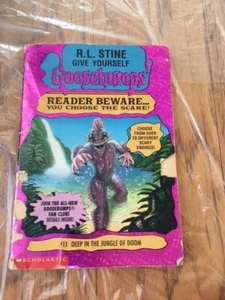 R.L. STINE
GIVE YOURSELF
Goosebumps
READER BEWARE...
YOU CHOOSE THE SCARE!
CHOOSE
FROM OVER
20 DIFFERENT
SCARY
ENDINGS!
JOIN THE ALL-NEW
GOOSEBUMPS®
FAN CLUB!
DETAILS INSIDE!
#11 DEEP IN THE JUNGLE OF DOOM
SCHOLASTIC